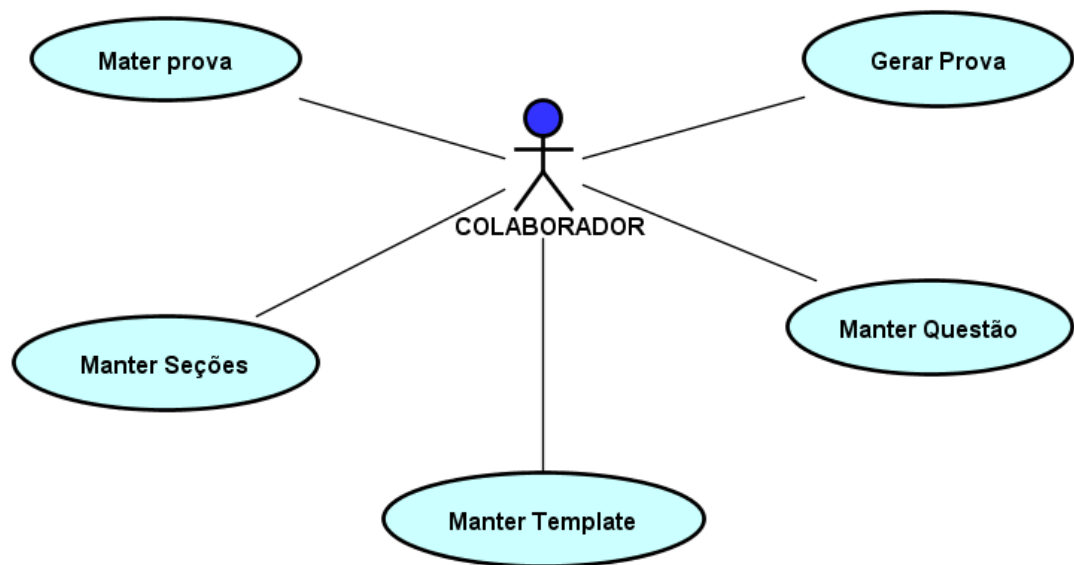 Mater prova
Gerar Prova
COLABORADOR
Manter Questão
Manter Seções
Manter Template